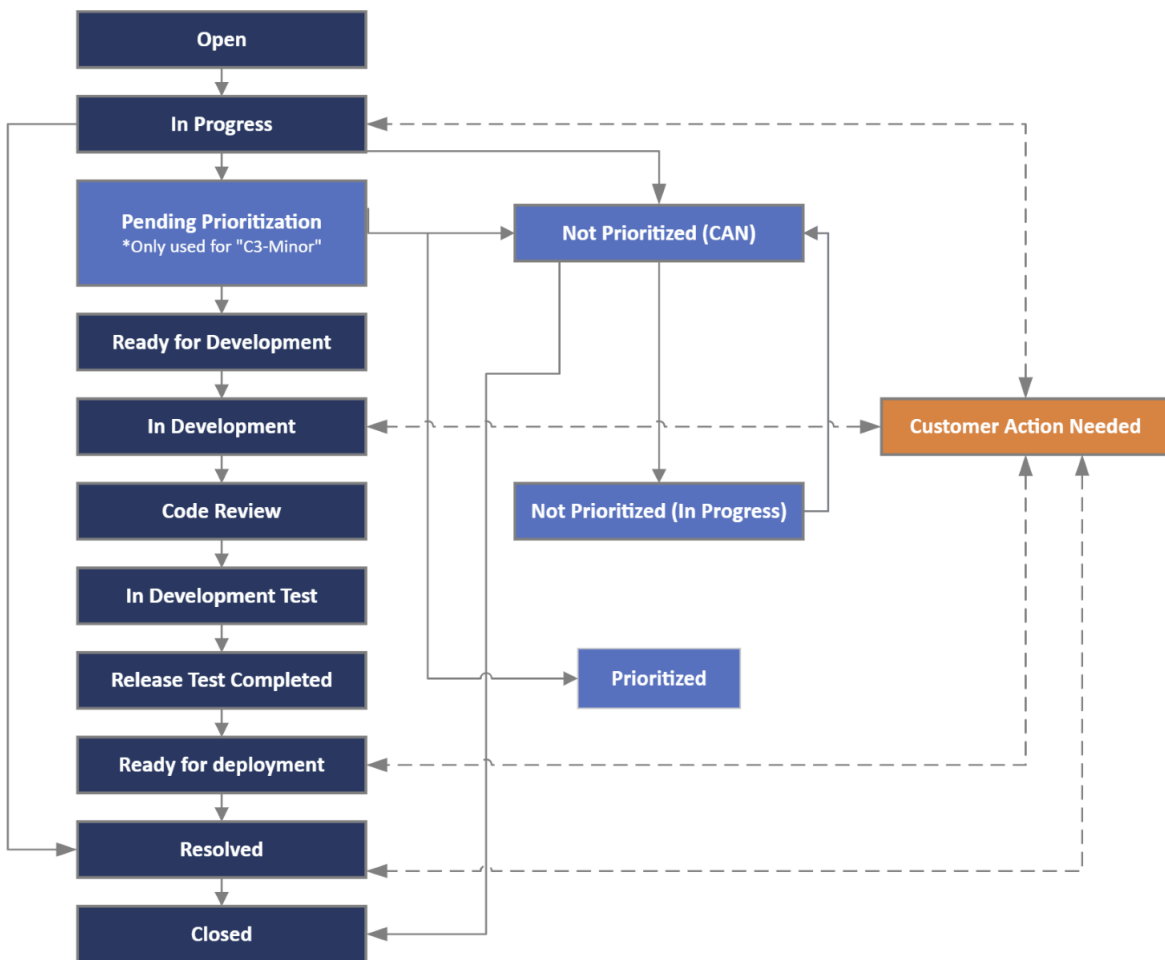 Open
In Progress
Pending Prioritization
*Only used for "C3-Minor"
Not Prioritized (CAN)
Ready for Development
In Development
Customer Action Needed
Code Review
Not Prioritized (In Progress)
In Development Test
Release Test Completed
Prioritized
Ready for deployment
Resolved
Closed